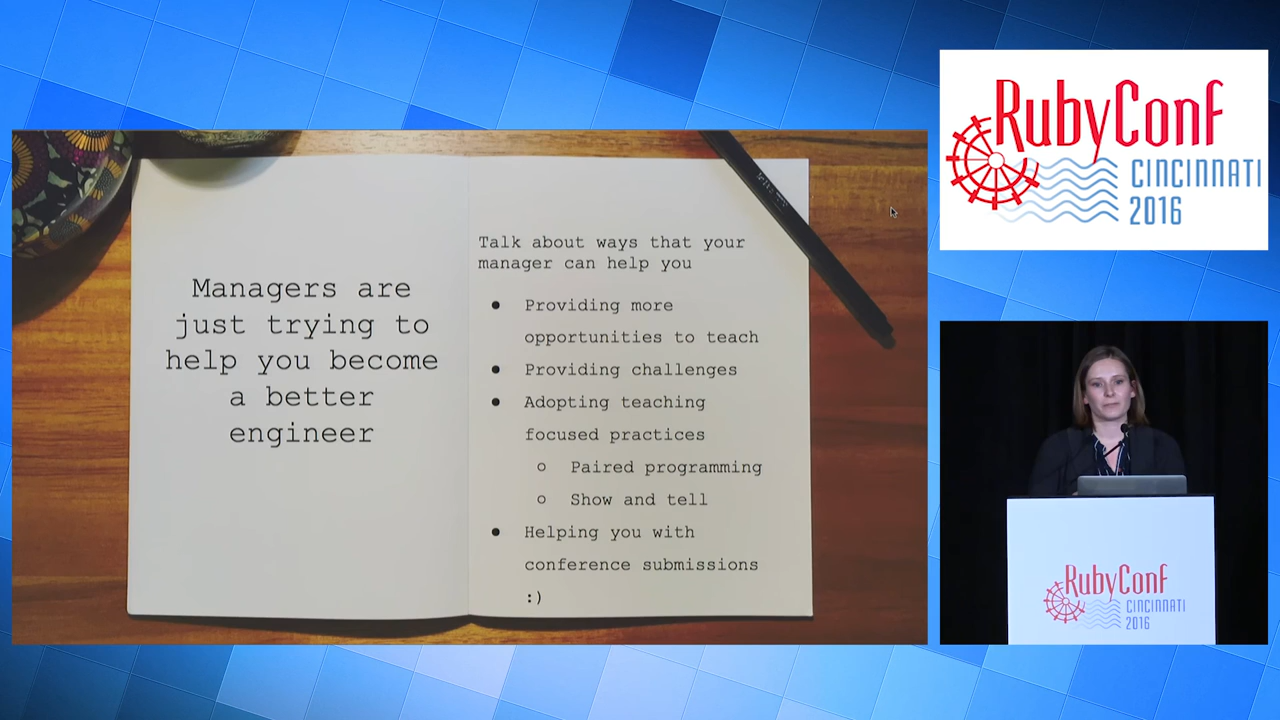 Managers are
just trying to
help you become
a better
engineer
Talk about ways that your
manager can help you
● Providing more
opportunities to teach
● Providing challenges
● Adopting teaching
focused practices
○ Paired programming
○ Show and tell
● Helping you with
conference submissions
:)
RubyConf
CINCINNATI
2016
RubyConf
CINCINNATI
2016